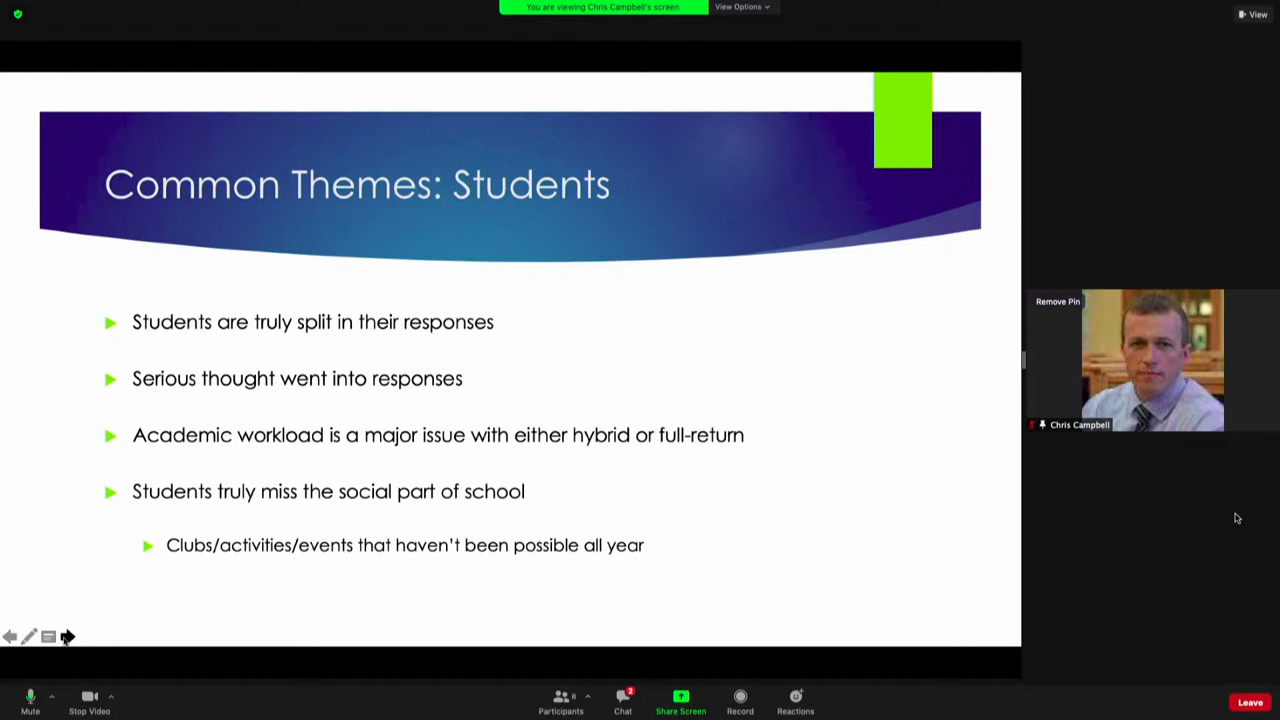 You are viewing Chris Campbell's screen
View Options
View
Common Themes: Students
Students are truly split in their responses
Serious thought went into responses
Academic workload is a major issue with either hybrid or full-return
Students truly miss the social part of school
Clubs/activities/events that haven't been possible all year
Remove Pin
Chris Campbell
Mute
Stop Video
Participants
8
Chat
2
Share Screen
Record
Reactions
Leave